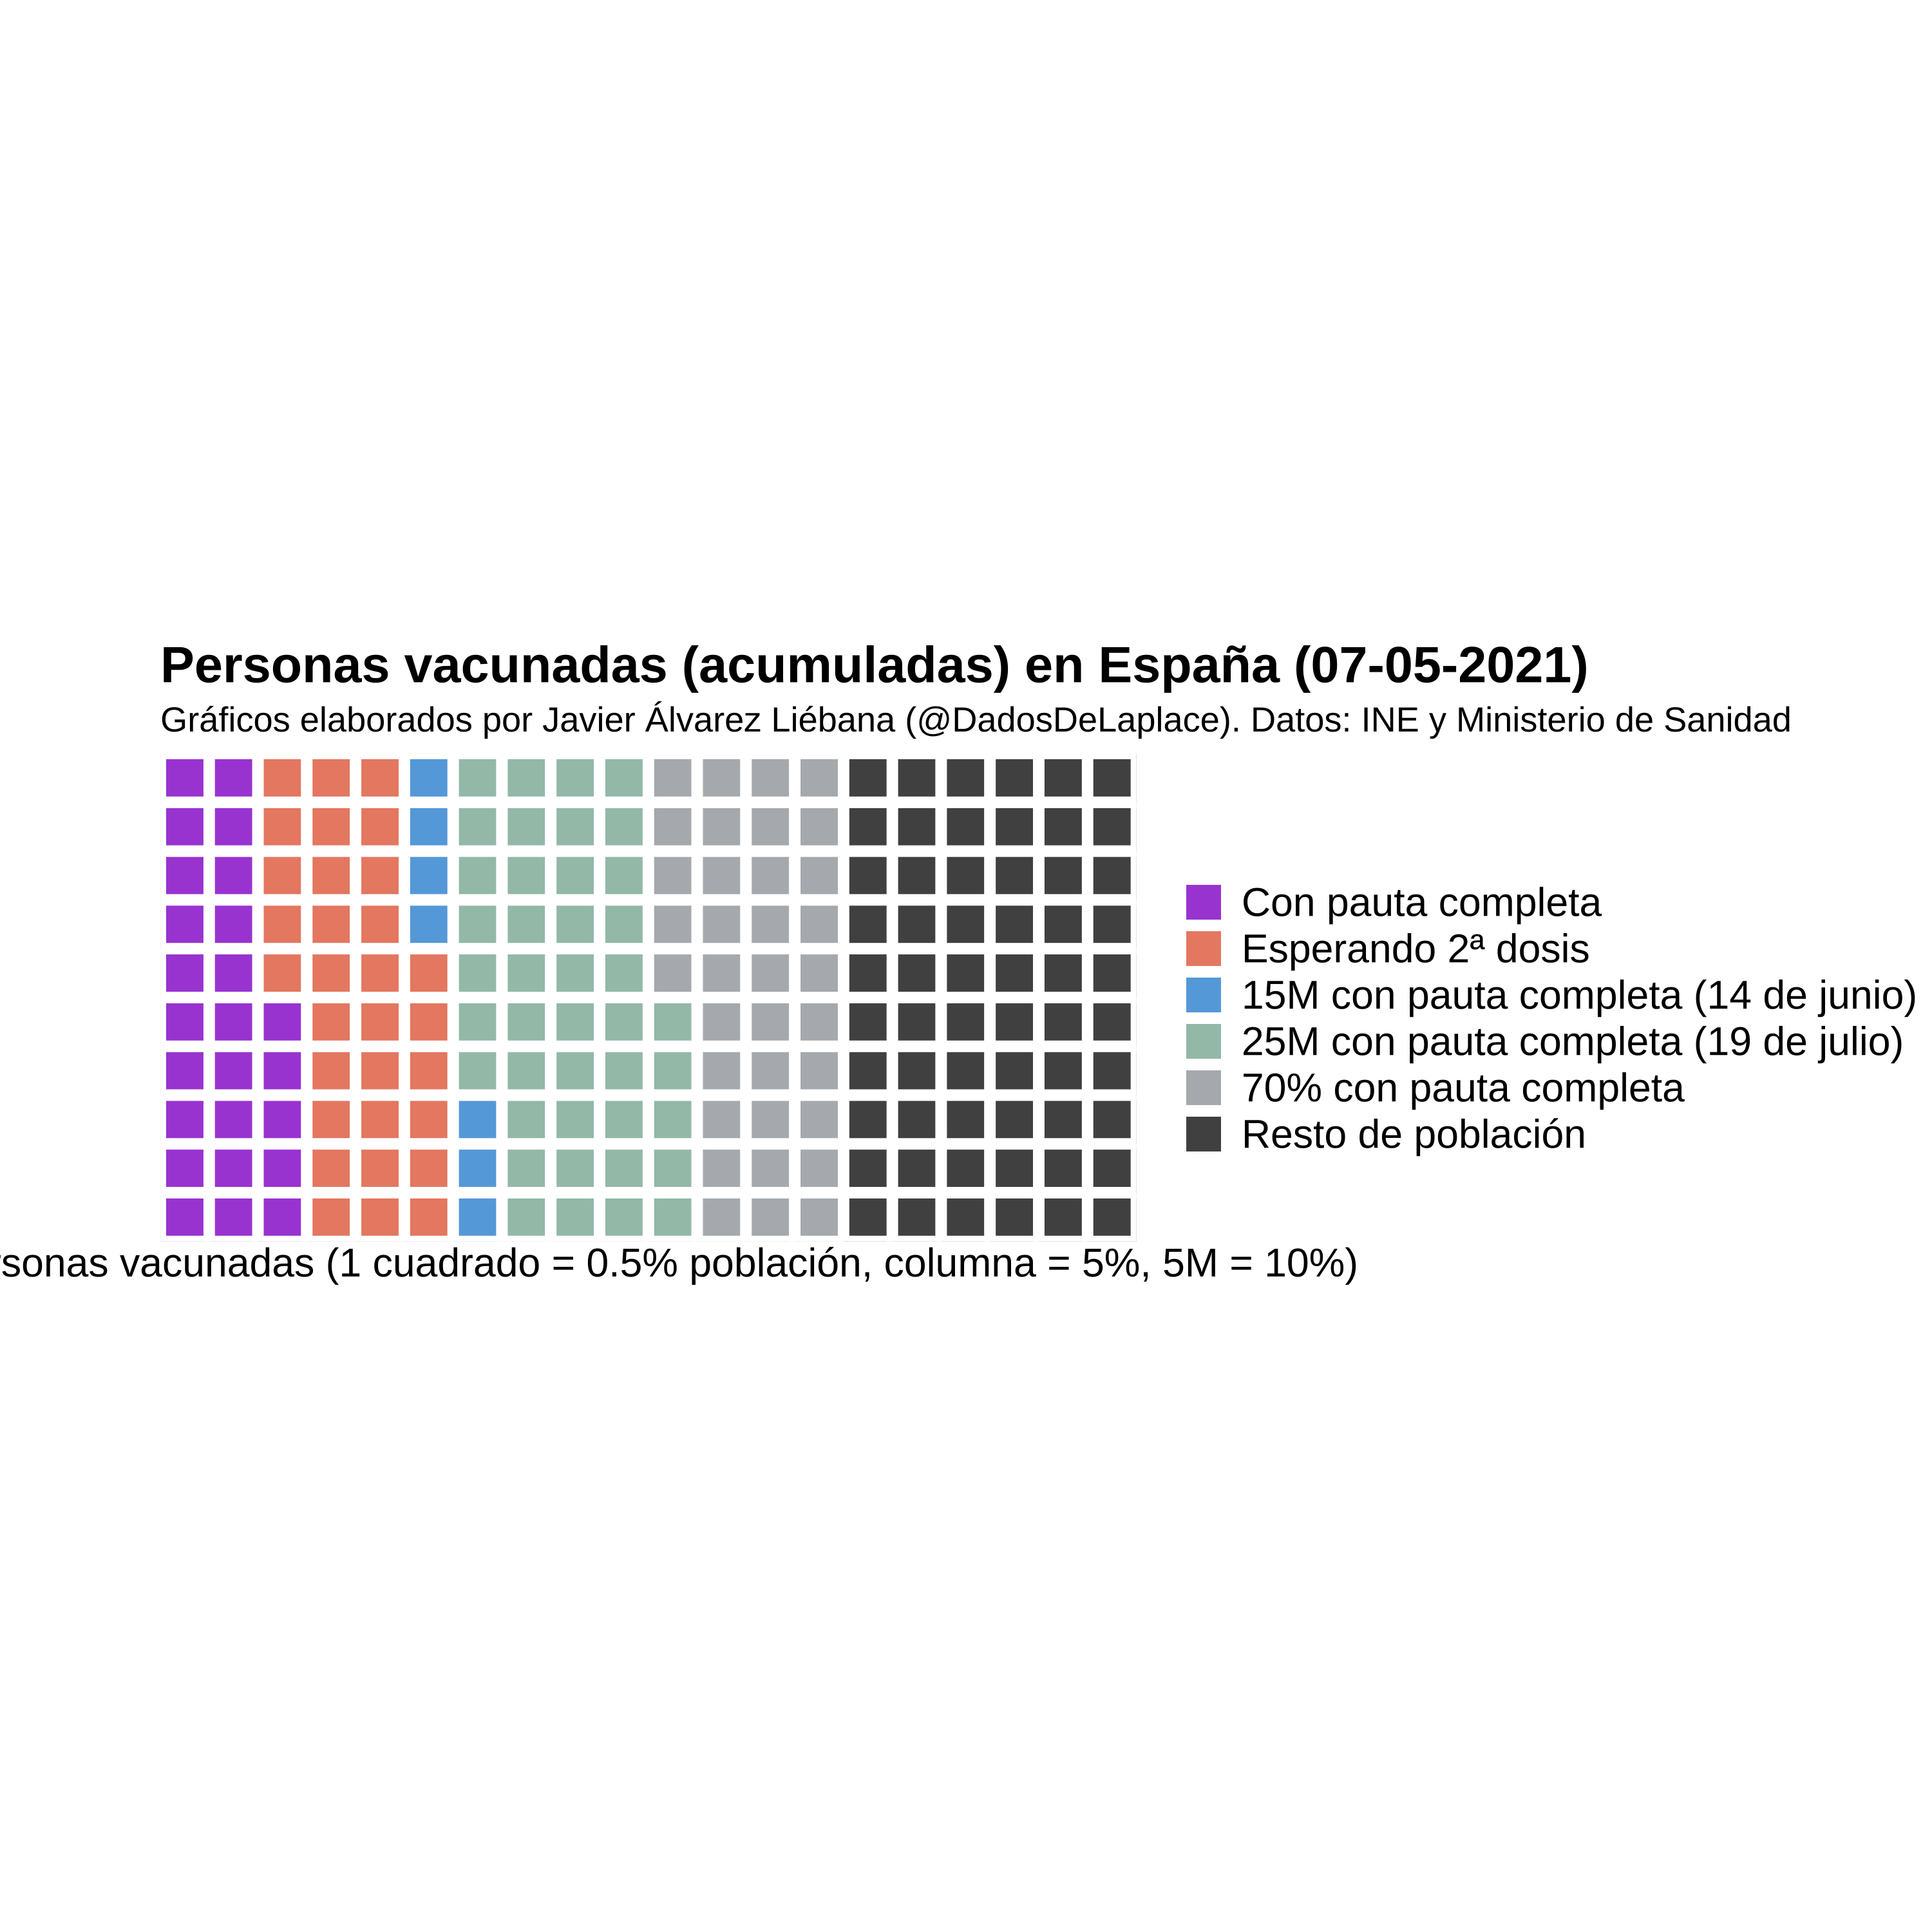 Personas vacunadas (acumuladas) en España (07-05-2021)
Gráficos elaborados por Javier Álvarez Liébana (@DadosDeLaplace). Datos: INE y Ministerio de Sanidad
Con pauta completa
Esperando 2ª dosis
15M con pauta completa (14 de junio)
25M con pauta completa (19 de julio)
70% con pauta completa
Resto de población
sonas vacunadas (1 cuadrado = 0.5% población, columna = 5%, 5M = 10%)